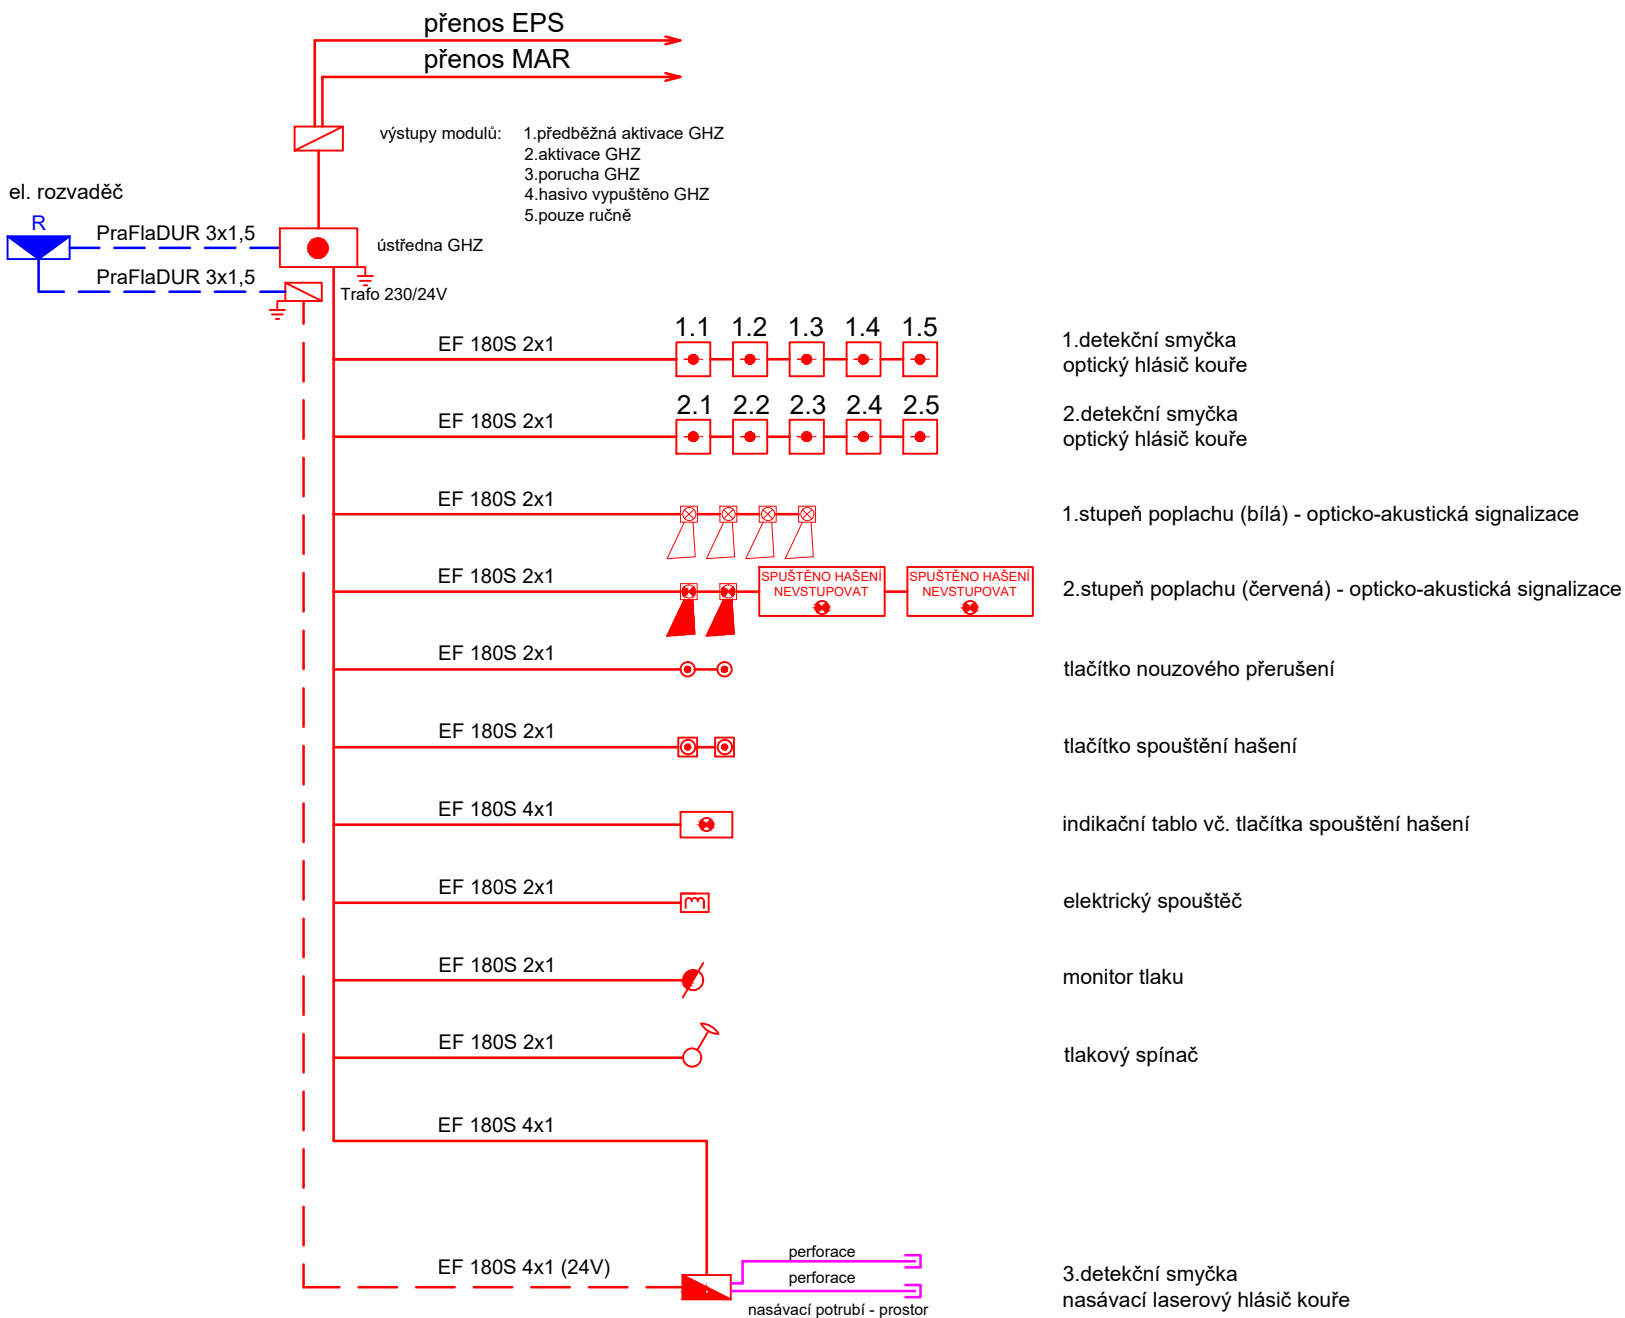 přenos EPS
přenos MAR
výstupy modulů: 1.předběžná aktivace GHZ
2.aktivace GHZ
3.porucha GHZ
4.hasivo vypuštěno GHZ
5.pouze ručně
el. rozvaděč
R
PraFlaDUR 3x1,5
ústředna GHZ
PraFlaDUR 3x1,5
Trafo 230/24V
EF 180S 2x1
1.1 1.2 1.3 1.4 1.5
1.detekční smyčka
optický hlásič kouře
EF 180S 2x1
2.1 2.2 2.3 2.4 2.5
2.detekční smyčka
optický hlásič kouře
EF 180S 2x1
1.stupeň poplachu (bílá) - opticko-akustická signalizace
EF 180S 2x1
SPUŠTĚNO HAŠENÍ
NEVSTUPOVAT
SPUŠTĚNO HAŠENÍ
NEVSTUPOVAT
2.stupeň poplachu (červená) - opticko-akustická signalizace
EF 180S 2x1
tlačítko nouzového přerušení
EF 180S 2x1
tlačítko spouštění hašení
EF 180S 4x1
indikační tablo vč. tlačítka spouštění hašení
EF 180S 2x1
elektrický spouštěč
EF 180S 2x1
monitor tlaku
EF 180S 2x1
tlakový spínač
EF 180S 4x1
EF 180S 4x1 (24V)
perforace
perforace
nasávací potrubí - prostor
3.detekční smyčka
nasávací laserový hlásič kouře